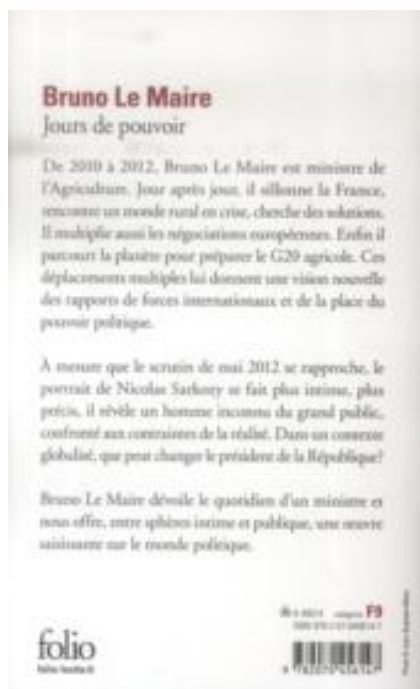 Bruno Le Maire
Jours de pouvoir
De 2010 à 2012, Bruno Le Maire est ministre de
l'Agriculture. Jour après jour, il sillonne la France,
rencontre un monde rural en crise, cherche des solutions.
Il multiplie aussi les négociations européennes. Enfin il
parcourt la planète pour préparer le G20 agricole. Ces
déplacements multiples lui donnent une vision nouvelle
des rapports de forces internationaux et de la place du
pouvoir politique.
À mesure que le scrutin de mai 2012 se rapproche, le
portrait de Nicolas Sarkozy se fait plus intime, plus
précis, il révèle un homme inconnu du grand public,
confronté aux contraintes de la réalité. Dans un contexte
globalisé, que peut changer le président de la République?
Bruno Le Maire dévoile le quotidien d'un ministre et
nous offre, entre sphères intime et publique, une œuvre
saisissante sur le monde politique.
catégorie F9
folio
folio-lesite.fr